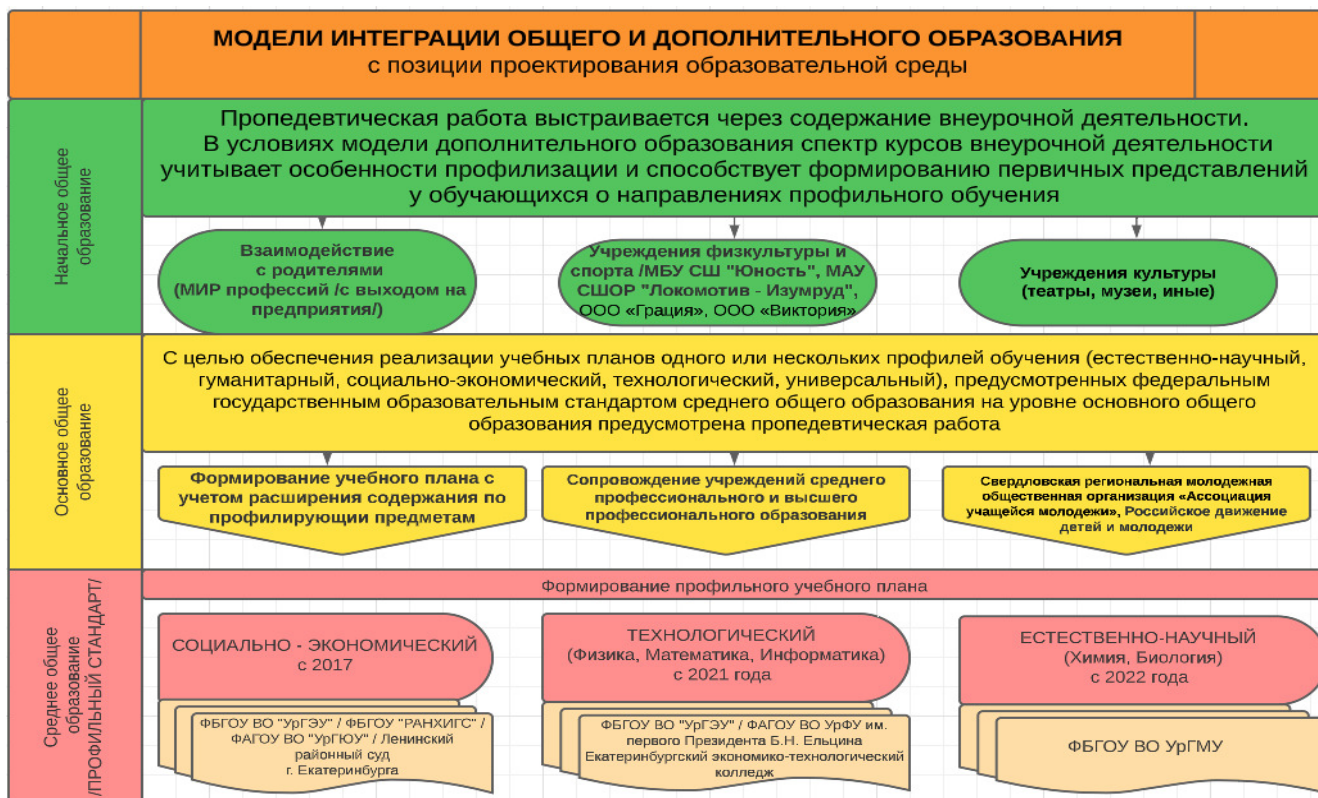 МОДЕЛИ ИНТЕГРАЦИИ ОБЩЕГО И ДОПОЛНИТЕЛЬНОГО ОБРАЗОВАНИЯ
с позиции проектирования образовательной среды
Начальное общее
образование
Пропедевтическая работа выстраивается через содержание внеурочной деятельности.
В условиях модели дополнительного образования спектр курсов внеурочной деятельности
учитывает особенности профилизации и способствует формированию первичных представлений
у обучающихся о направлениях профильного обучения
Взаимодействие
с родителями
(МИР профессий /с выходом на
предприятия/)
Учреждения физкультуры и
спорта /МБУ СШ "Юность", МАУ
СШОР "Локомотив - Изумруд",
ООО «Грация», ООО «Виктория»
Учреждения культуры
(театры, музеи, иные)
Основное общее
образование
С целью обеспечения реализации учебных планов одного или нескольких профилей обучения (естественно-научный,
гуманитарный, социально-экономический, технологический, универсальный), предусмотренных федеральным
государственным образовательным стандартом среднего общего образования на уровне основного общего
образования предусмотрена пропедевтическая работа
Формирование учебного плана с
учетом расширения содержания по
профилирующии предметам
Сопровождение учреждений среднего
профессионального и высшего
профессионального образования
Свердловская региональная молодежная
общественная организация «Ассоциация
учащейся молодежи», Российское движение
детей и молодежи
Среднее общее
образование
/ПРОФИЛЬНЫЙ СТАНДАРТ/
Формирование профильного учебного плана
СОЦИАЛЬНО - ЭКОНОМИЧЕСКИЙ
с 2017
ТЕХНОЛОГИЧЕСКИЙ
(Физика, Математика, Информатика)
с 2021 года
ЕСТЕСТВЕННО-НАУЧНЫЙ
(Химия, Биология)
с 2022 года
ФБГОУ ВО "УрГЭУ" / ФБГОУ "РАНХИГС" /
ФАГОУ ВО "УрГЮУ" / Ленинский
районный суд
г. Екатеринбурга
ФБГОУ ВО "УрГЭУ" / ФАГОУ ВО УрФУ им.
первого Президента Б.Н. Ельцина
Екатеринбургский экономико-технологический
колледж
ФБГОУ ВО УрГМУ